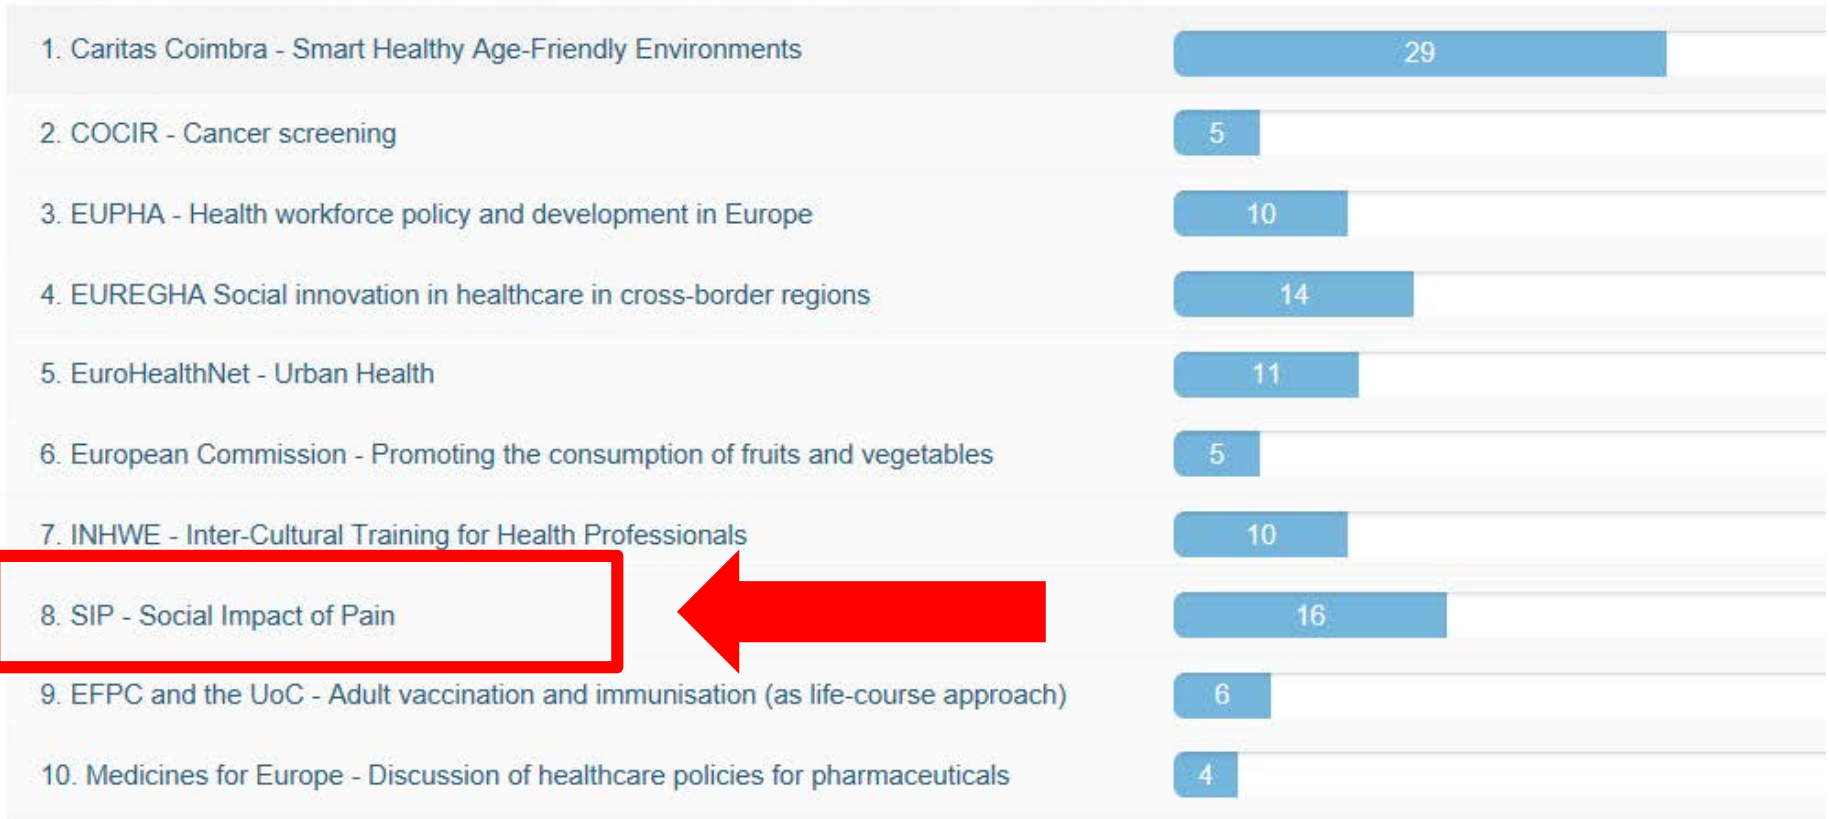 1. Caritas Coimbra - Smart Healthy Age-Friendly Environments 29
2. COCIR - Cancer screening 5
3. EUPHA - Health workforce policy and development in Europe 10
4. EUREGHA Social innovation in healthcare in cross-border regions 14
5. EuroHealthNet - Urban Health 11
6. European Commission - Promoting the consumption of fruits and vegetables 5
7. INHWE - Inter-Cultural Training for Health Professionals 10
8. SIP - Social Impact of Pain 16
9. EFPC and the UoC - Adult vaccination and immunisation (as life-course approach) 6
10. Medicines for Europe - Discussion of healthcare policies for pharmaceuticals 4